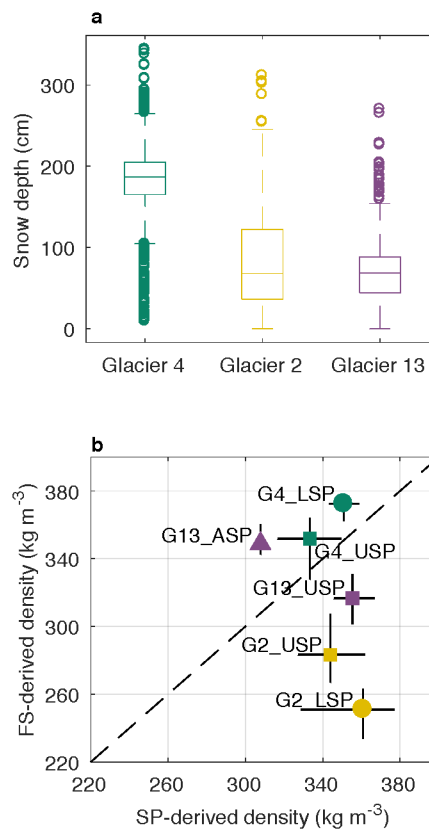 a
300
200
100
0
Snow depth (cm)
Glacier 4 Glacier 2 Glacier 13
b
380
340
300
260
220
FS-derived density (kg m⁻³)
G4_LSP
G13_ASP
G4_USP
G13_USP
G2_USP
G2_LSP
220 260 300 340 380
SP-derived density (kg m⁻³)